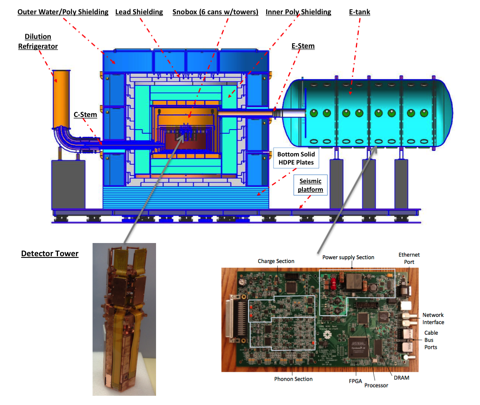 Outer Water/Poly Shielding
Lead Shielding
Snobox (6 cans w/towers)
Inner Poly Shielding
E-tank
Dilution
Refrigerator
E-Stem
C-Stem
Bottom Solid
HDPE Plates
Seismic
platform
Detector Tower
Charge Section
Power supply Section
Ethernet
Port
Network
Interface
Cable
Bus
Ports
Phonon Section
FPGA
Processor
DRAM